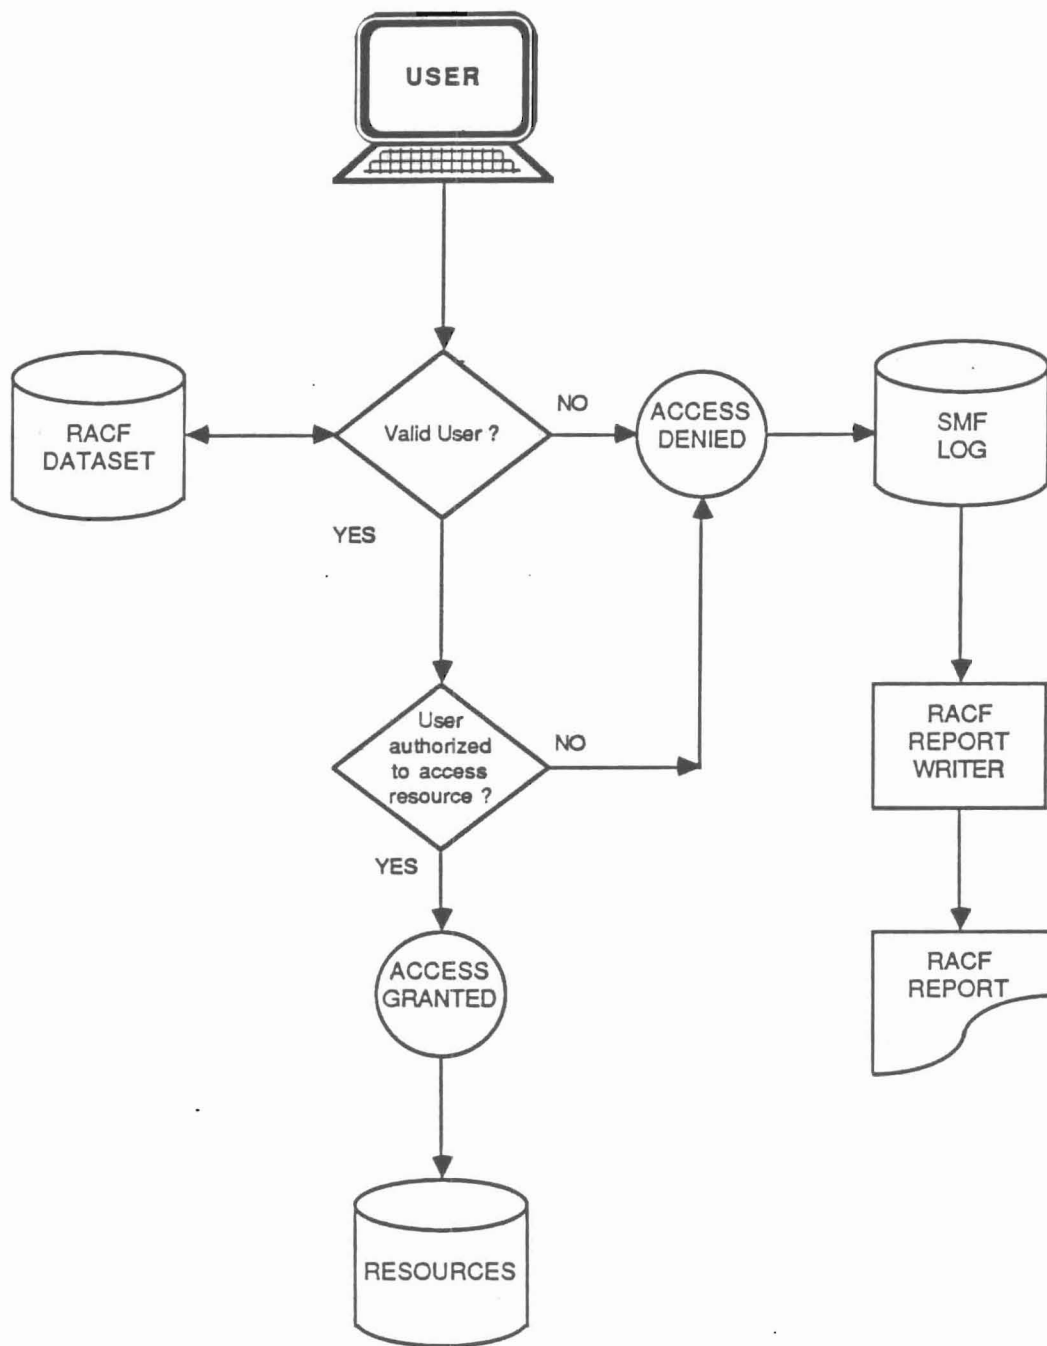 USER
RACF
DATASET
Valid User ?
NO
ACCESS
DENIED
SMF
LOG
YES
User
authorized
to access
resource ?
NO
RACF
REPORT
WRITER
YES
ACCESS
GRANTED
RACF
REPORT
RESOURCES